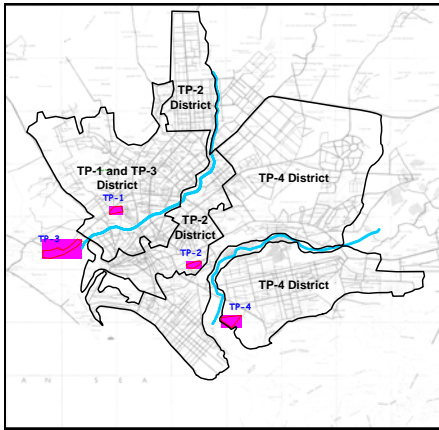 TP-2
District
TP-1 and TP-3
District
TP-1
TP-4 District
TP-2
District
TP-3
TP-2
TP-4 District
TP-4
AN SEA